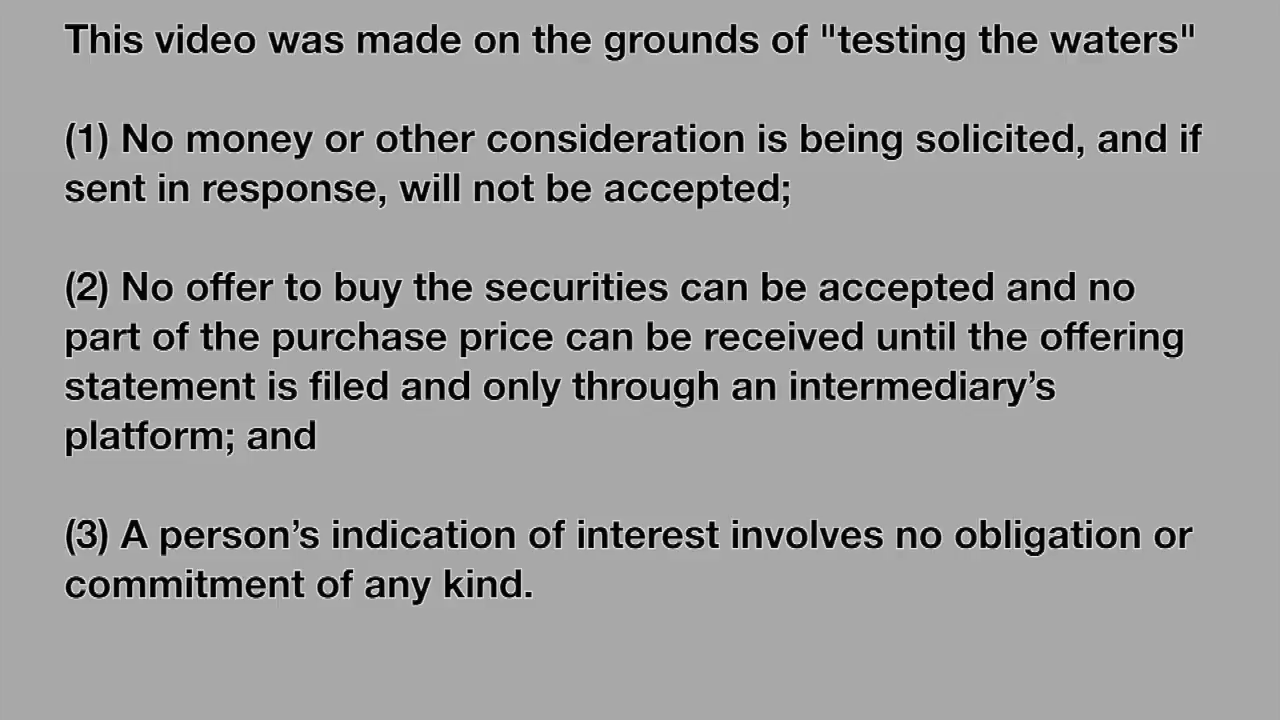 This video was made on the grounds of "testing the waters"
(1) No money or other consideration is being solicited, and if
sent in response, will not be accepted;
(2) No offer to buy the securities can be accepted and no
part of the purchase price can be received until the offering
statement is filed and only through an intermediary’s
platform; and
(3) A person’s indication of interest involves no obligation or
commitment of any kind.